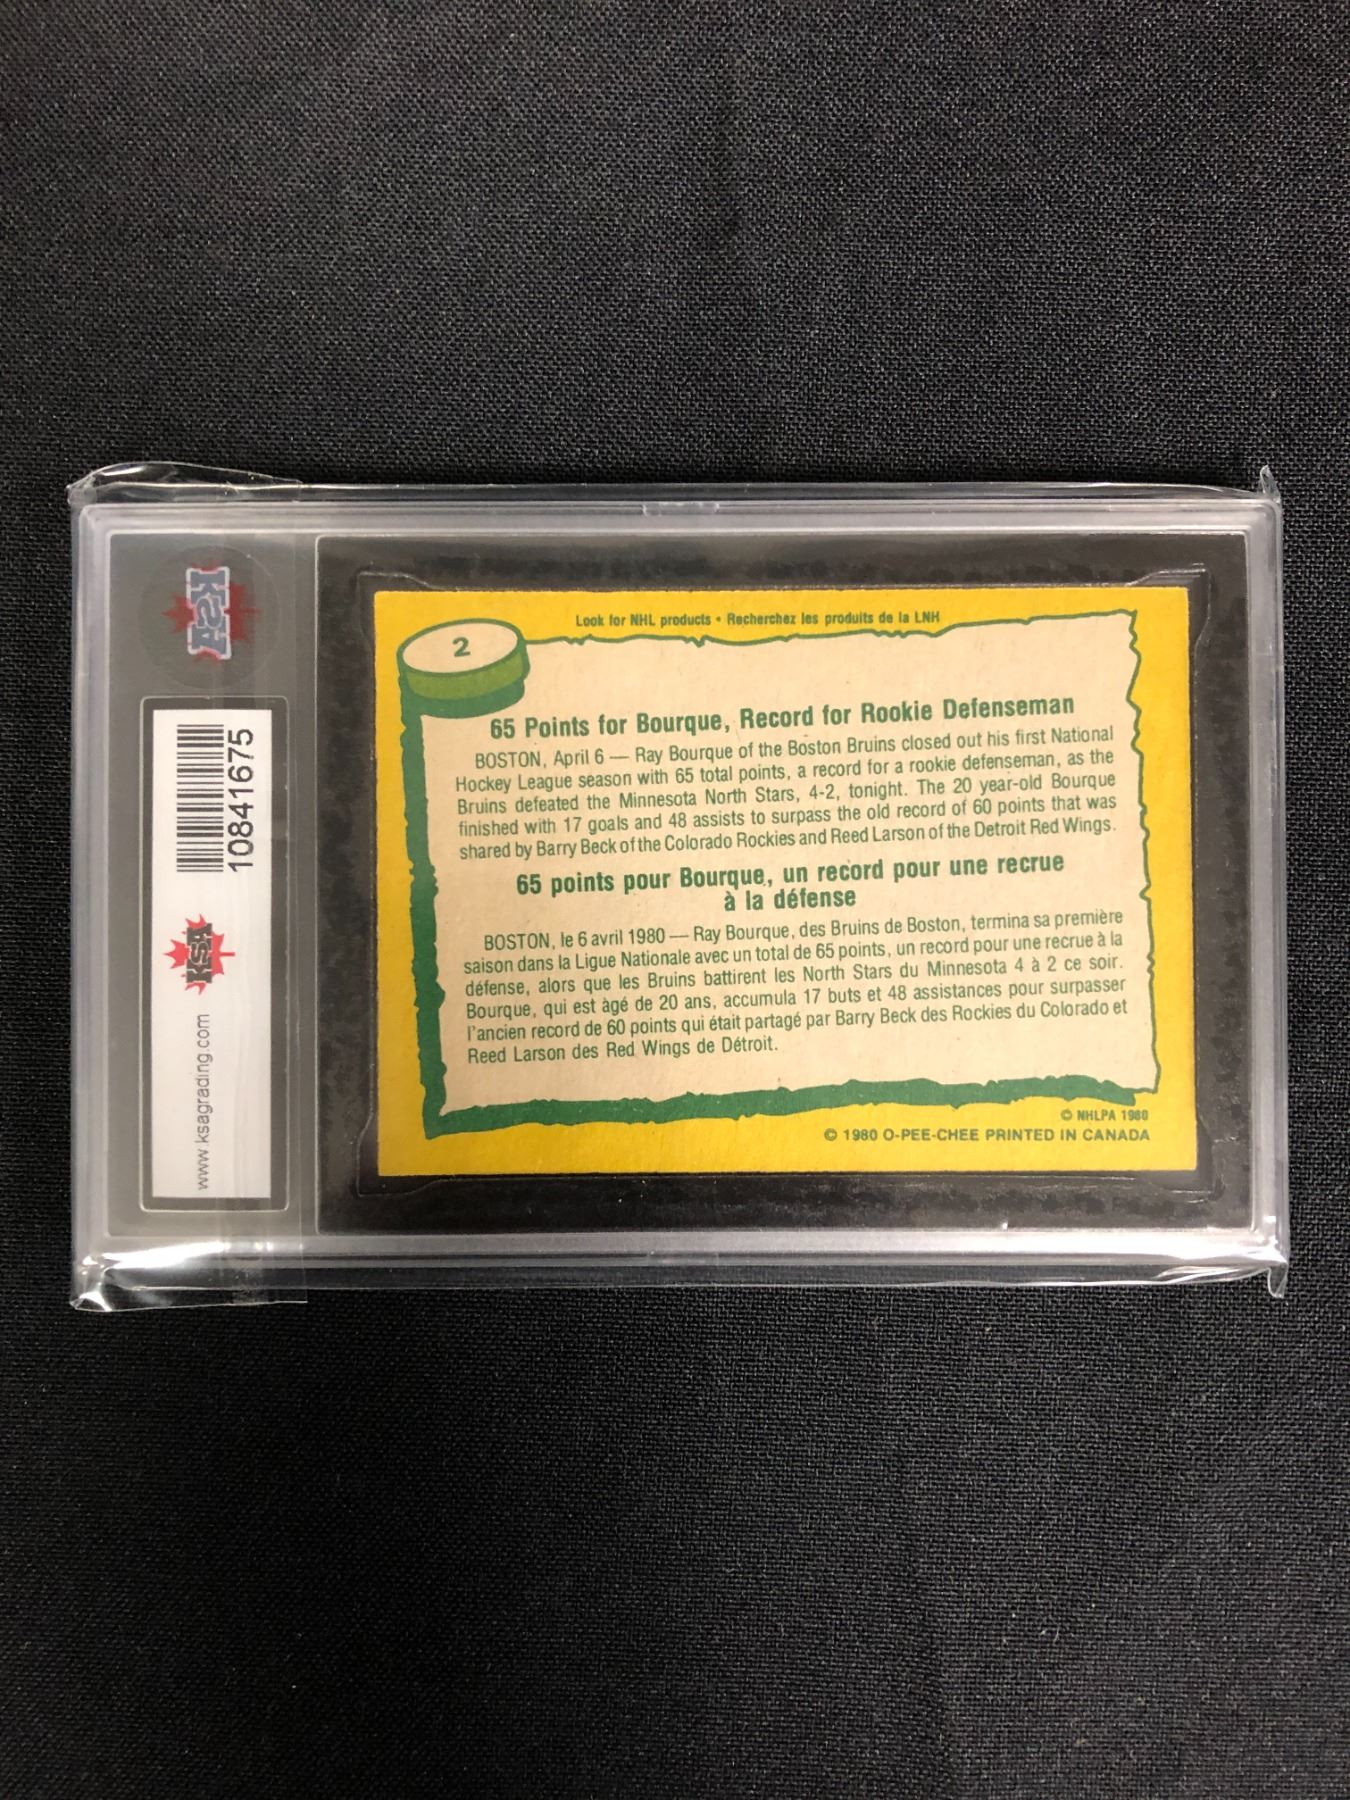 Look for NHL products • Recherchez les produits de la LNH
2
65 Points for Bourque, Record for Rookie Defenseman
BOSTON, April 6 — Ray Bourque of the Boston Bruins closed out his first National
Hockey League season with 65 total points, a record for a rookie defenseman, as the
Bruins defeated the Minnesota North Stars, 4-2, tonight. The 20 year-old Bourque
finished with 17 goals and 48 assists to surpass the old record of 60 points that was
shared by Barry Beck of the Colorado Rockies and Reed Larson of the Detroit Red Wings.
65 points pour Bourque, un record pour une recrue
à la défense
BOSTON, le 6 avril 1980 — Ray Bourque, des Bruins de Boston, termina sa première
saison dans la Ligue Nationale avec un total de 65 points, un record pour une recrue à la
défense, alors que les Bruins battirent les North Stars du Minnesota 4 à 2 ce soir.
Bourque, qui est àgé de 20 ans, accumula 17 buts et 48 assistances pour surpasser
l'ancien record de 60 points qui était partagé par Barry Beck des Rockies du Colorado et
Reed Larson des Red Wings de Détroit.
© NHLPA 1980
© 1980 O-PEE-CHEE PRINTED IN CANADA
KSA
www.ksagrading.com
KSA
10841675